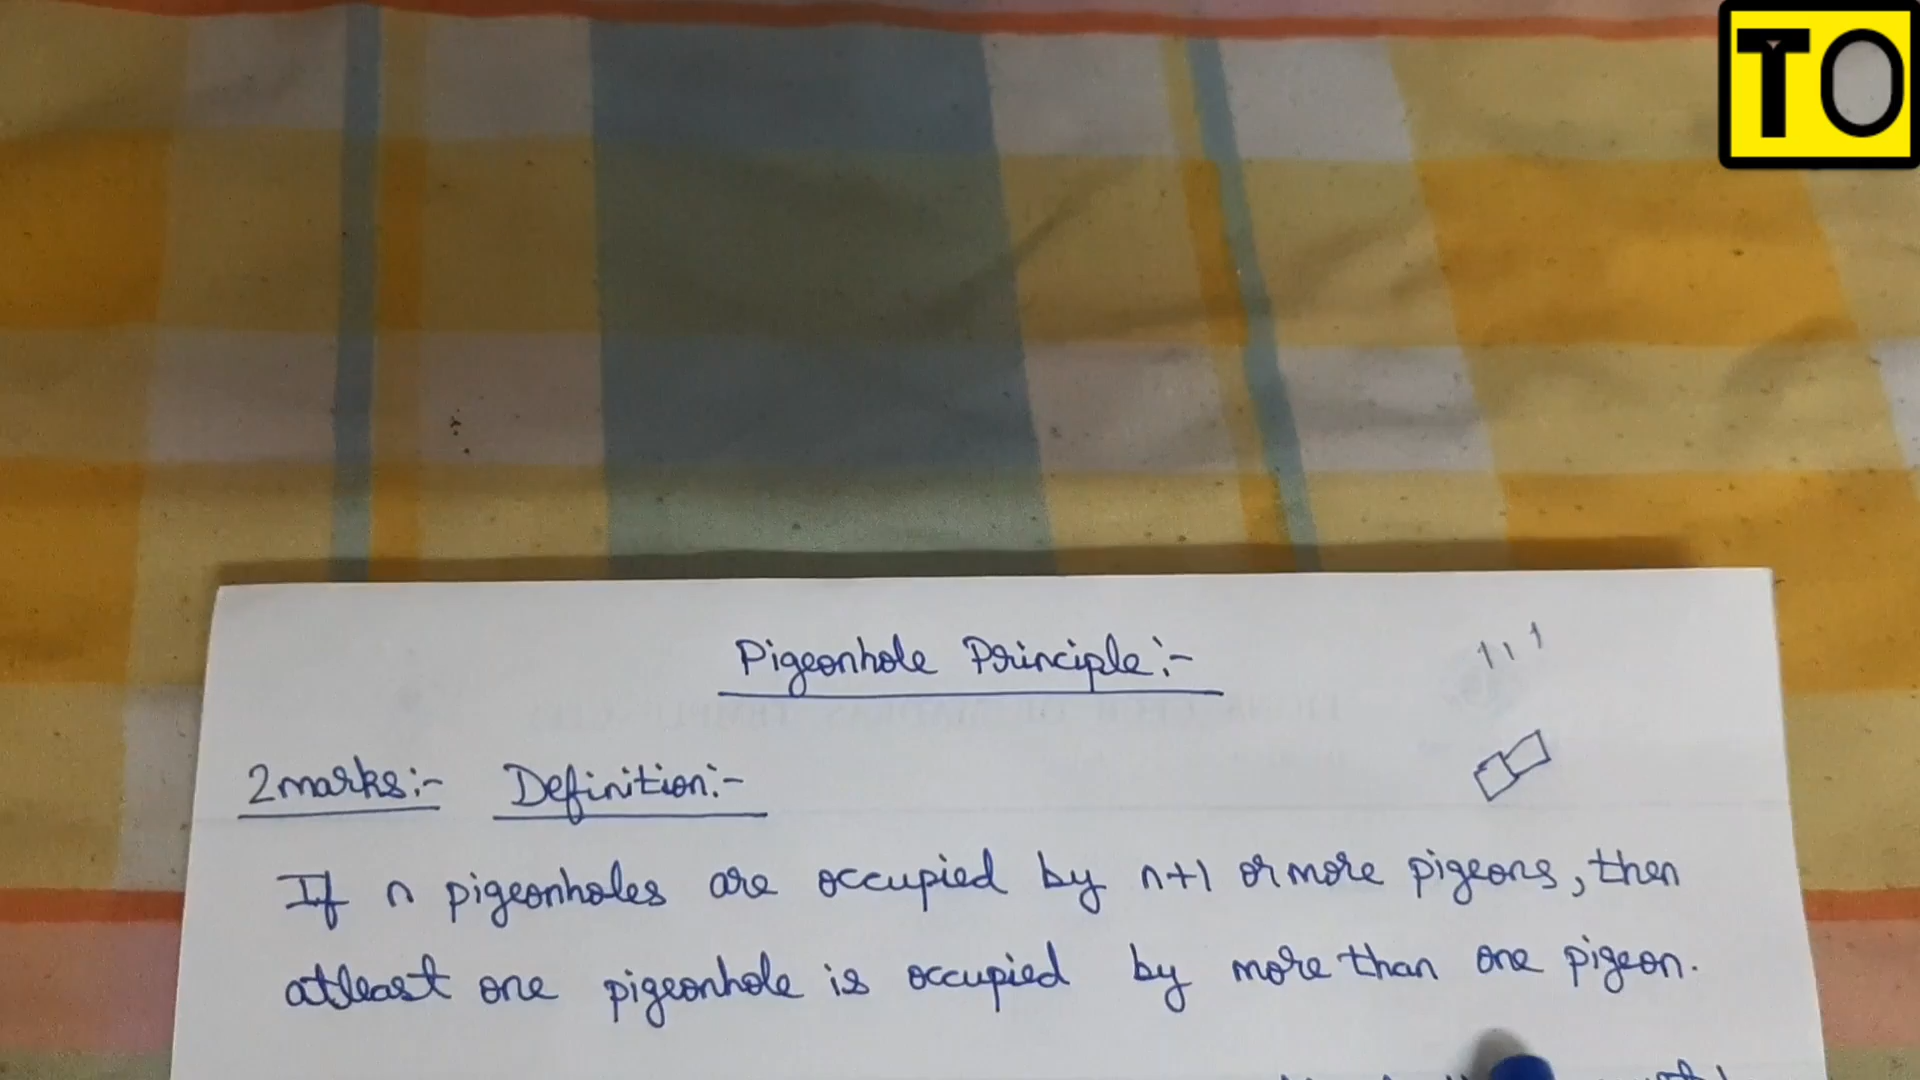 TO
Pigeonhole Principle:-
2marks:- Definition:-
If n pigeonholes are occupied by n+1 or more pigeons, then
atleast one pigeonhole is occupied by more than one pigeon.